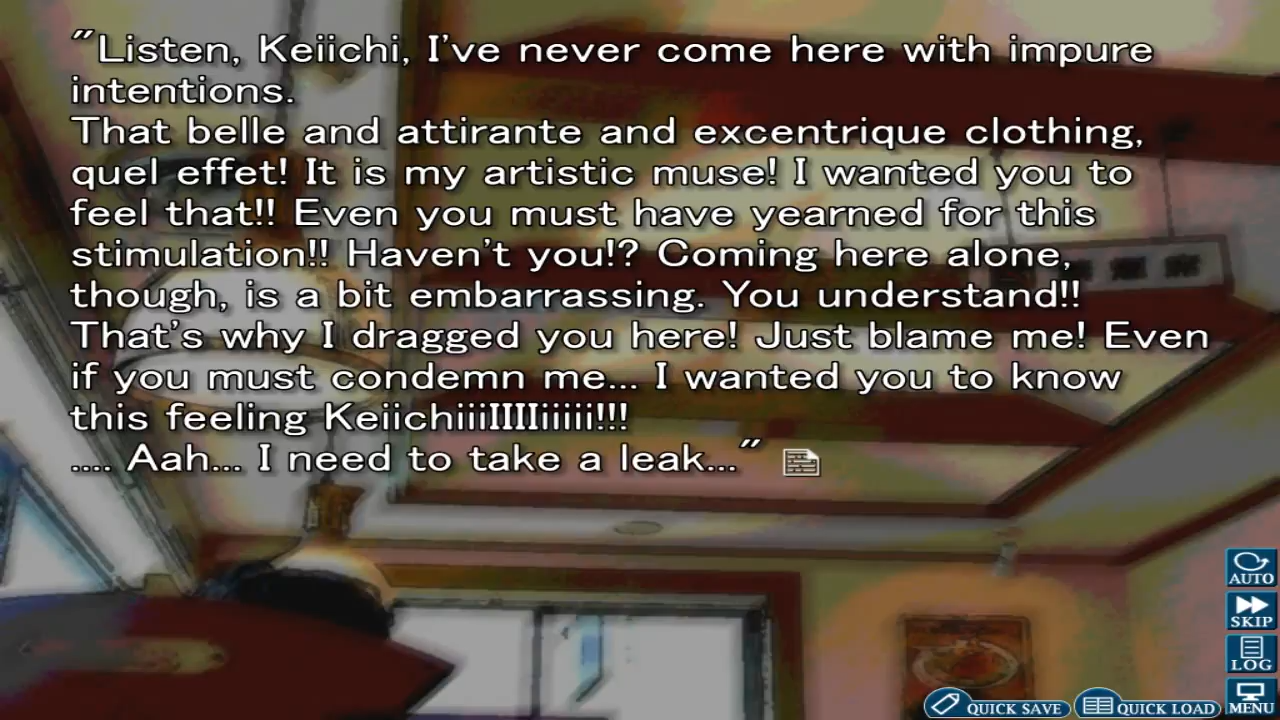 "Listen, Keiichi, I've never come here with impure
intentions.
That belle and attirante and excentrique clothing,
quel effet! It is my artistic muse! I wanted you to
feel that!! Even you must have yearned for this
stimulation!! Haven't you!? Coming here alone,
though, is a bit embarrassing. You understand!!
That's why I dragged you here! Just blame me! Even
if you must condemn me... I wanted you to know
this feeling KeiichiiiIIIIiiiii!!!
.... Aah... I need to take a leak..."
AUTO
SKIP
LOG
MENU
QUICK SAVE
QUICK LOAD